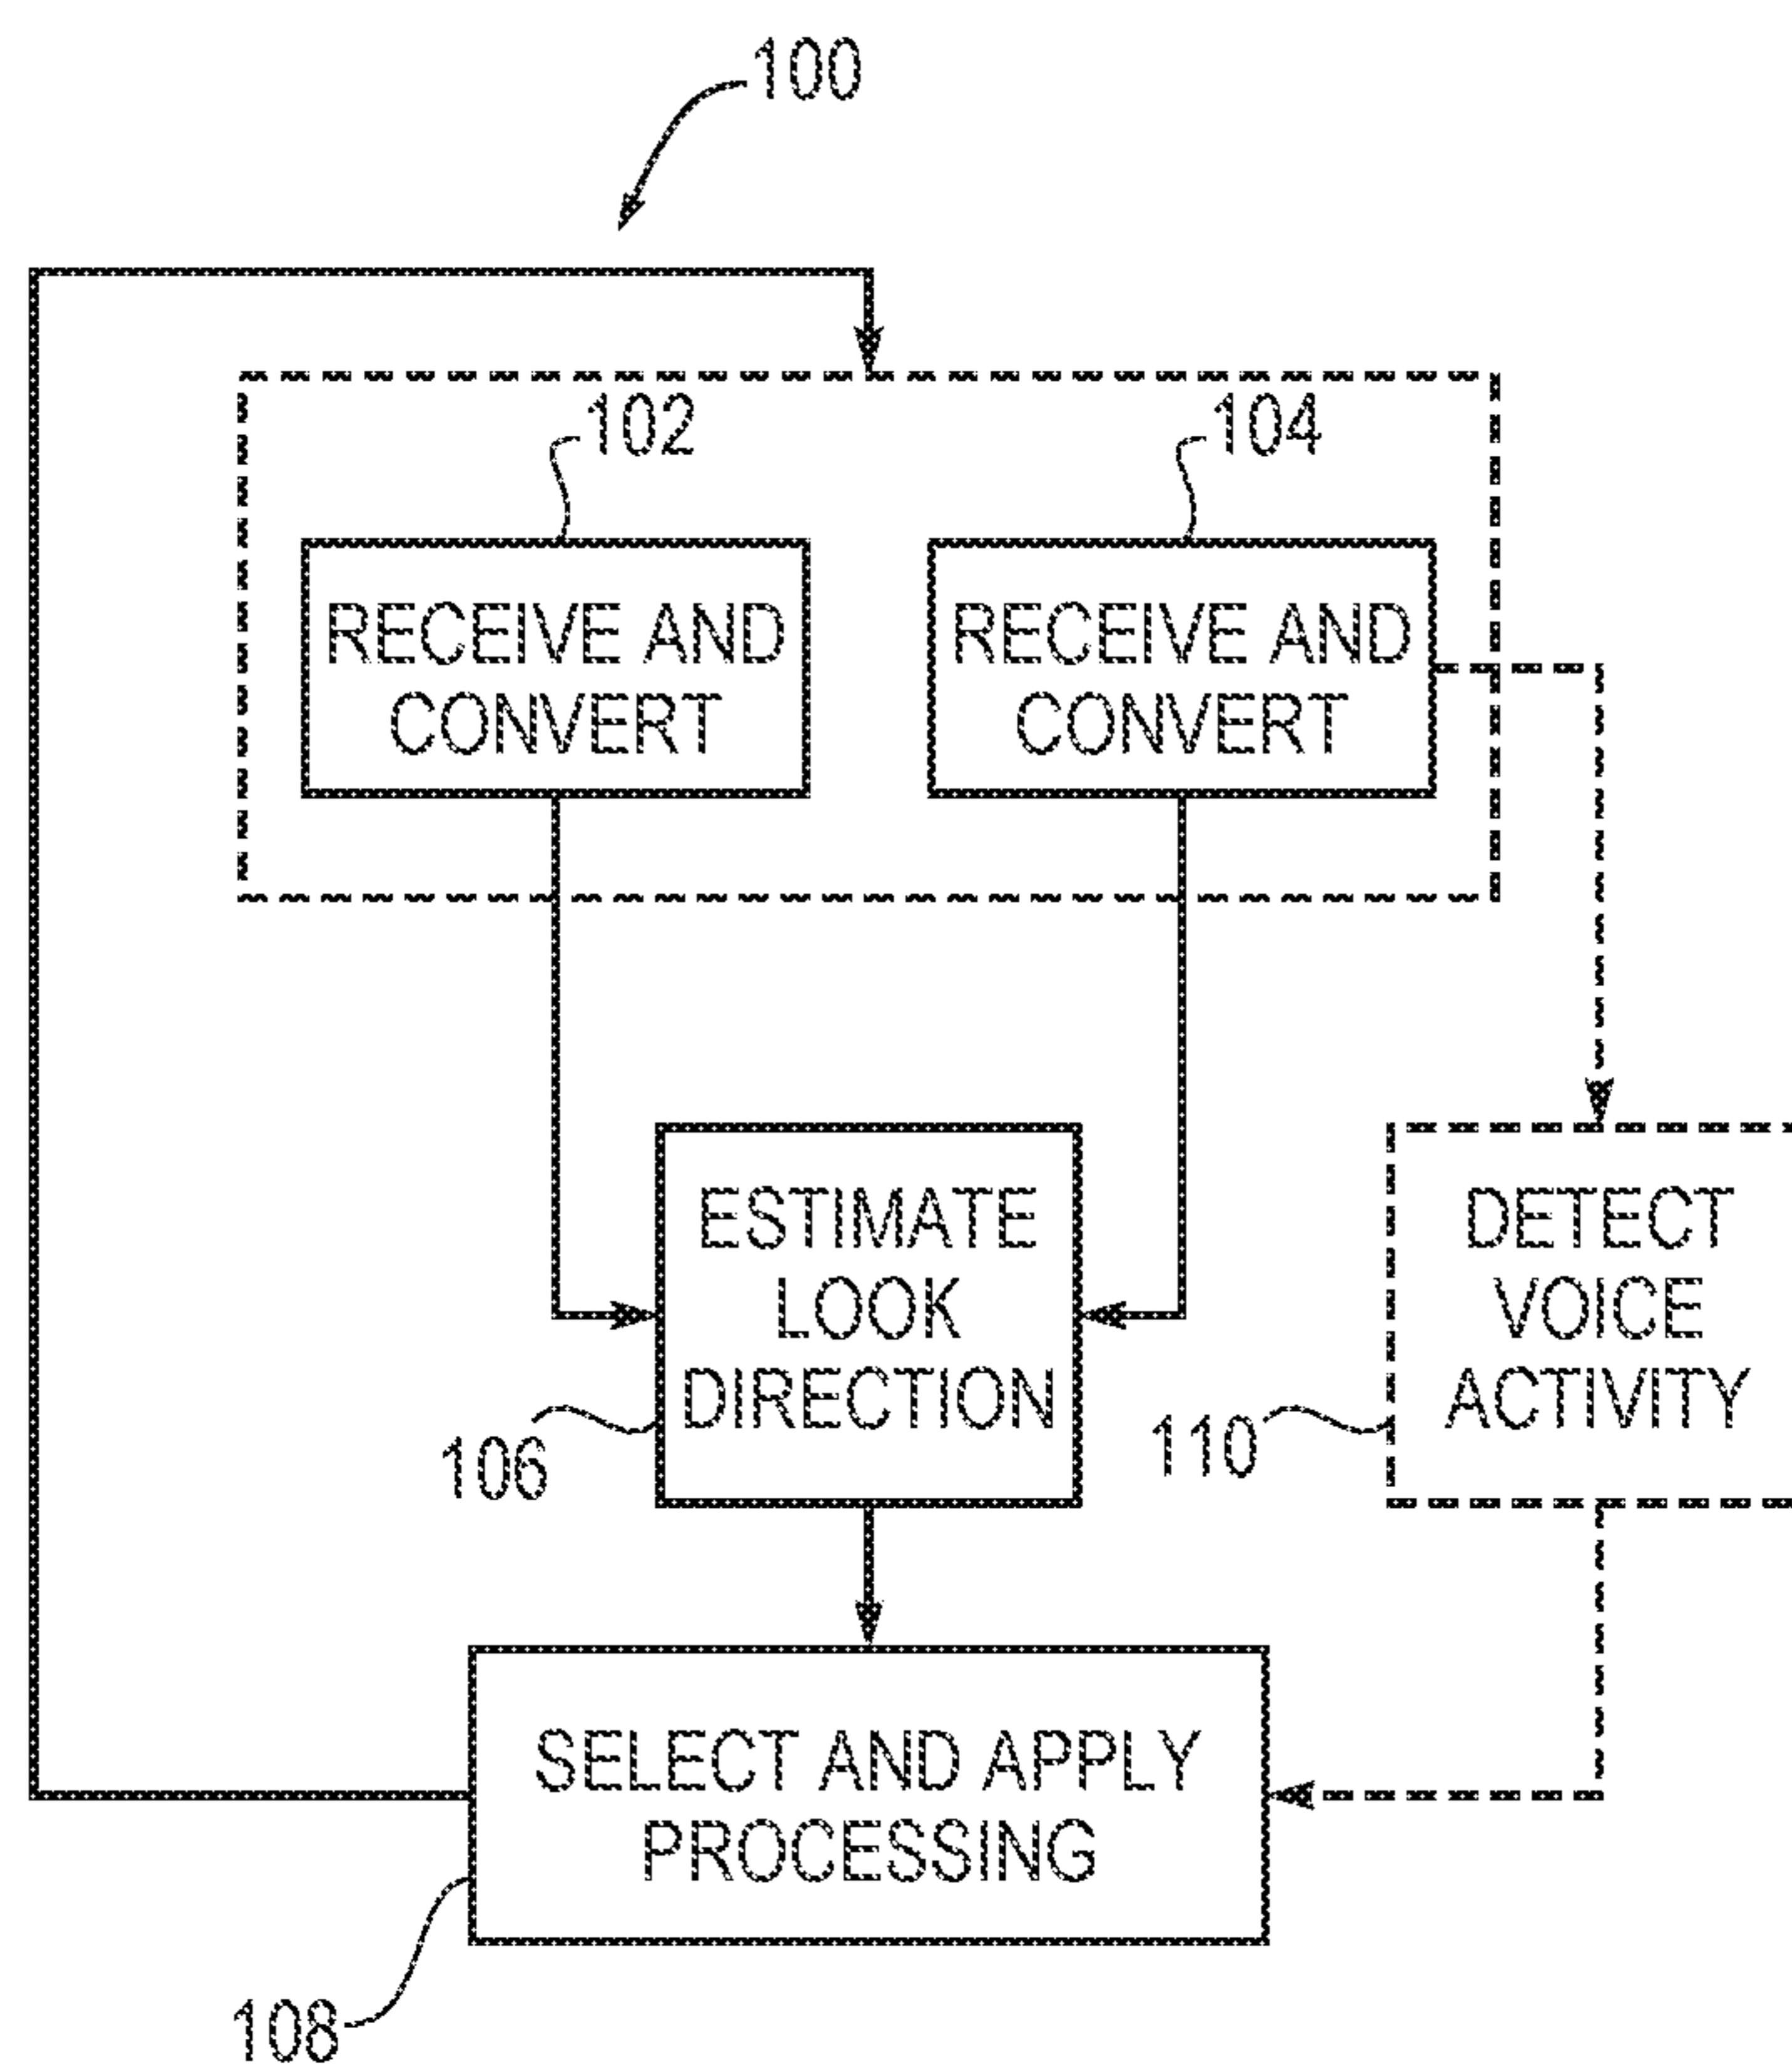 100
102
104
RECEIVE AND
CONVERT
RECEIVE AND
CONVERT
ESTIMATE
LOOK
DIRECTION
106
DETECT
VOICE
ACTIVITY
110
SELECT AND APPLY
PROCESSING
108